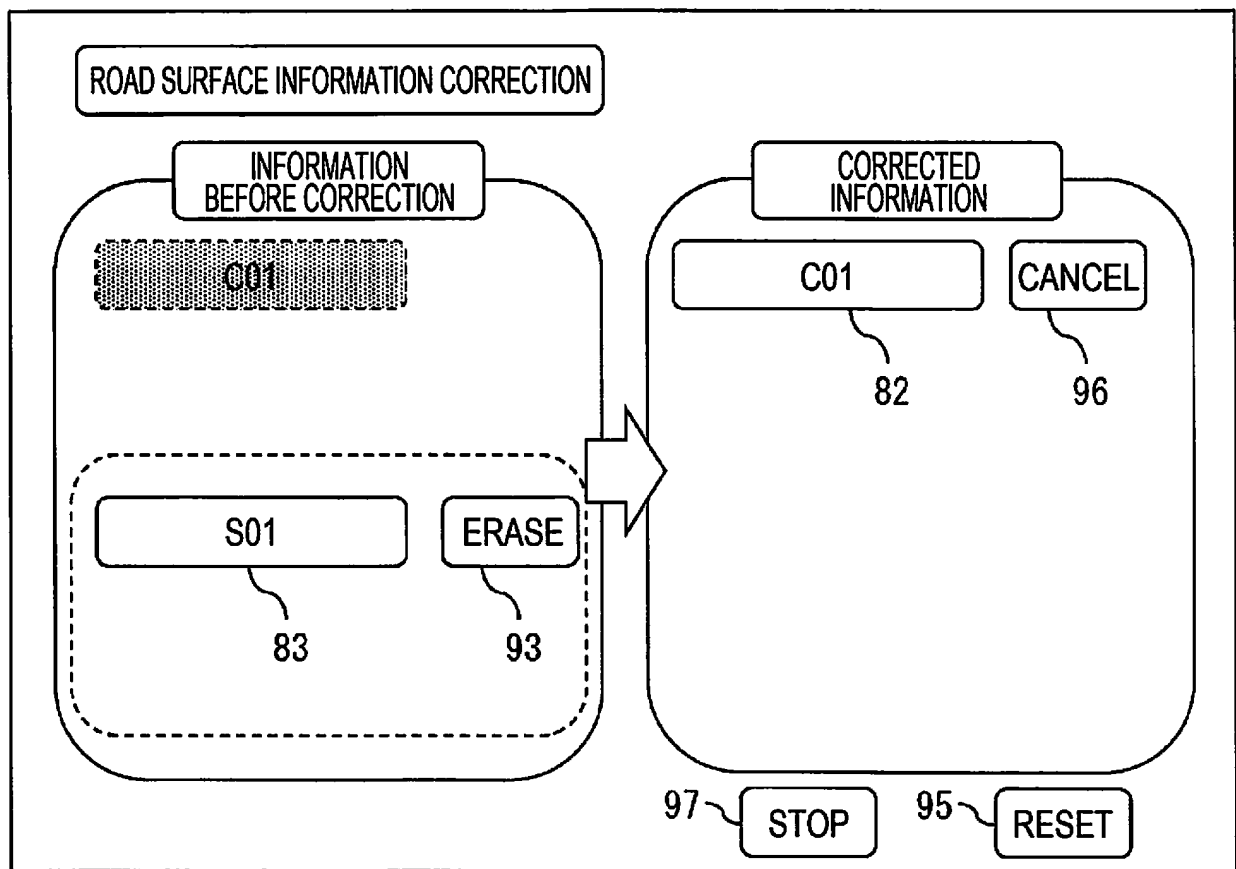 ROAD SURFACE INFORMATION CORRECTION
INFORMATION
BEFORE CORRECTION
CORRECTED
INFORMATION
C01
C01
CANCEL
82
96
S01
ERASE
83
93
97
STOP
95
RESET